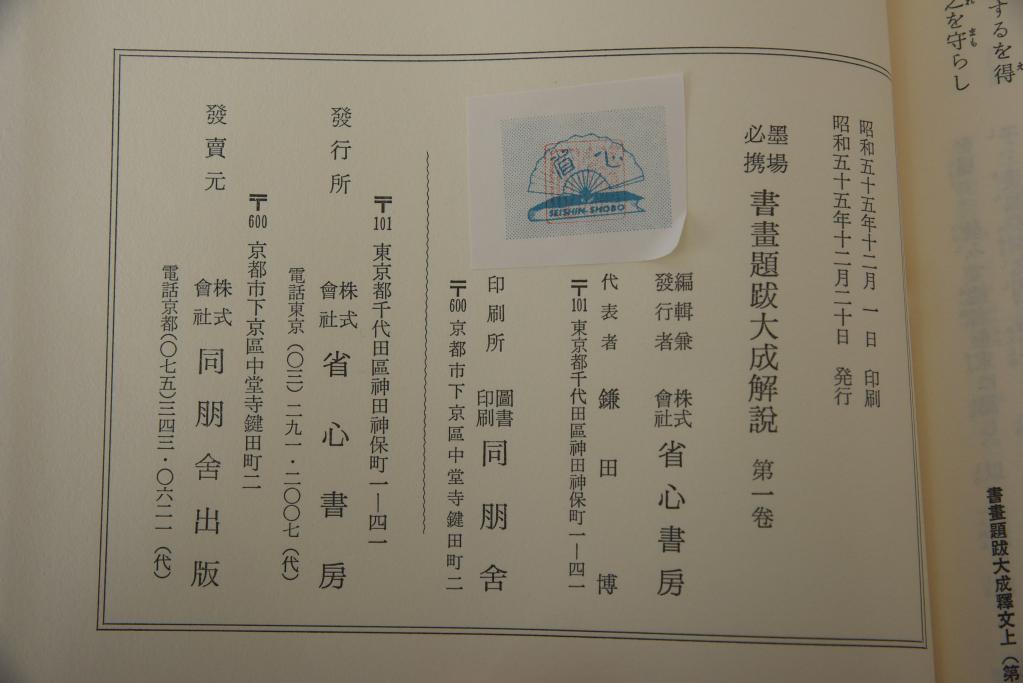 するを得
之を守らし
書畫題跋大成釋文上（第
昭和五十五年十二月　一　日　印刷
昭和五十五年十二月二十日　発行
墨場必携　書畫題跋大成解説　第一卷
編輯兼發行者　株式會社　省心書房
代表者　鎌田　博
〒101　東京都千代田區神田神保町一―四一
印刷所　圖書印刷　同朋舍
〒600　京都市下京區中堂寺鍵田町二
省心
SEISHIN-SHOBO
〒101　東京都千代田區神田神保町一―四一
發行所　株式會社　省心書房
電話東京（〇三）二九一・二〇〇七（代）
〒600　京都市下京區中堂寺鍵田町二
發賣元　株式會社　同朋舍出版
電話京都（〇七五）三四三・〇六二一（代）